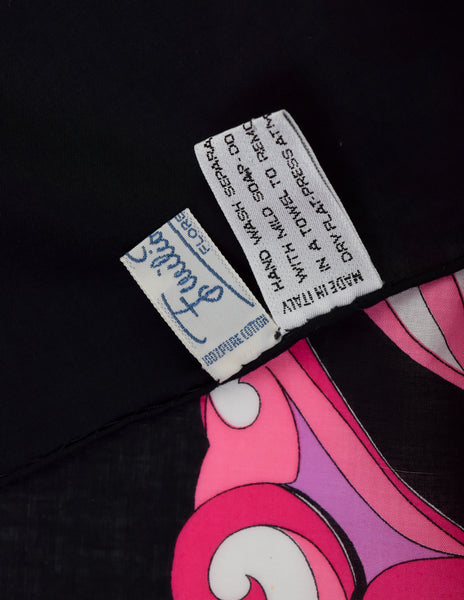 Emilio
FLORE
100% PURE COTTON
HAND WASH SEPARA
WITH MILD SOAP-DO
IN A TOWEL TO REMO
DRY FLAT-PRESS AT M
MADE IN ITALY